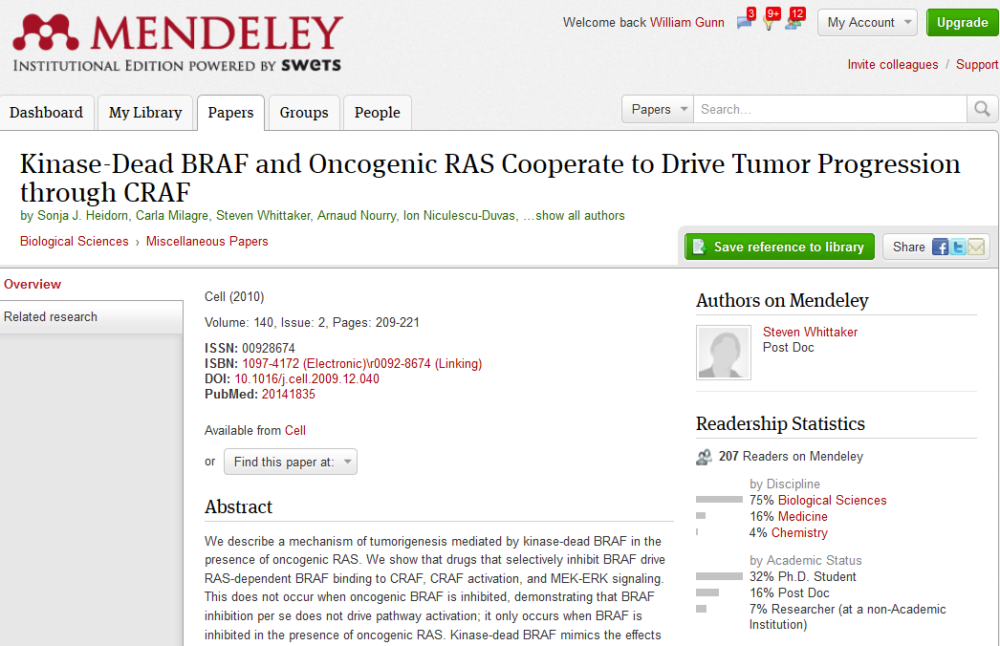 MENDELEY
INSTITUTIONAL EDITION POWERED BY swets
Welcome back William Gunn
3
9+
12
My Account
Upgrade
Invite colleagues / Support
Dashboard
My Library
Papers
Groups
People
Papers
Search...
Kinase-Dead BRAF and Oncogenic RAS Cooperate to Drive Tumor Progression
through CRAF
by Sonja J. Heidorn, Carla Milagre, Steven Whittaker, Arnaud Nourry, Ion Niculescu-Duvas, …show all authors
Biological Sciences › Miscellaneous Papers
Save reference to library
Share
Overview
Related research
Cell (2010)
Volume: 140, Issue: 2, Pages: 209-221
ISSN: 00928674
ISBN: 1097-4172 (Electronic)\r0092-8674 (Linking)
DOI: 10.1016/j.cell.2009.12.040
PubMed: 20141835
Available from Cell
or
Find this paper at:
Abstract
We describe a mechanism of tumorigenesis mediated by kinase-dead BRAF in the
presence of oncogenic RAS. We show that drugs that selectively inhibit BRAF drive
RAS-dependent BRAF binding to CRAF, CRAF activation, and MEK-ERK signaling.
This does not occur when oncogenic BRAF is inhibited, demonstrating that BRAF
inhibition per se does not drive pathway activation; it only occurs when BRAF is
inhibited in the presence of oncogenic RAS. Kinase-dead BRAF mimics the effects
Authors on Mendeley
Steven Whittaker
Post Doc
Readership Statistics
207 Readers on Mendeley
by Discipline
75% Biological Sciences
16% Medicine
4% Chemistry
by Academic Status
32% Ph.D. Student
16% Post Doc
7% Researcher (at a non-Academic
Institution)